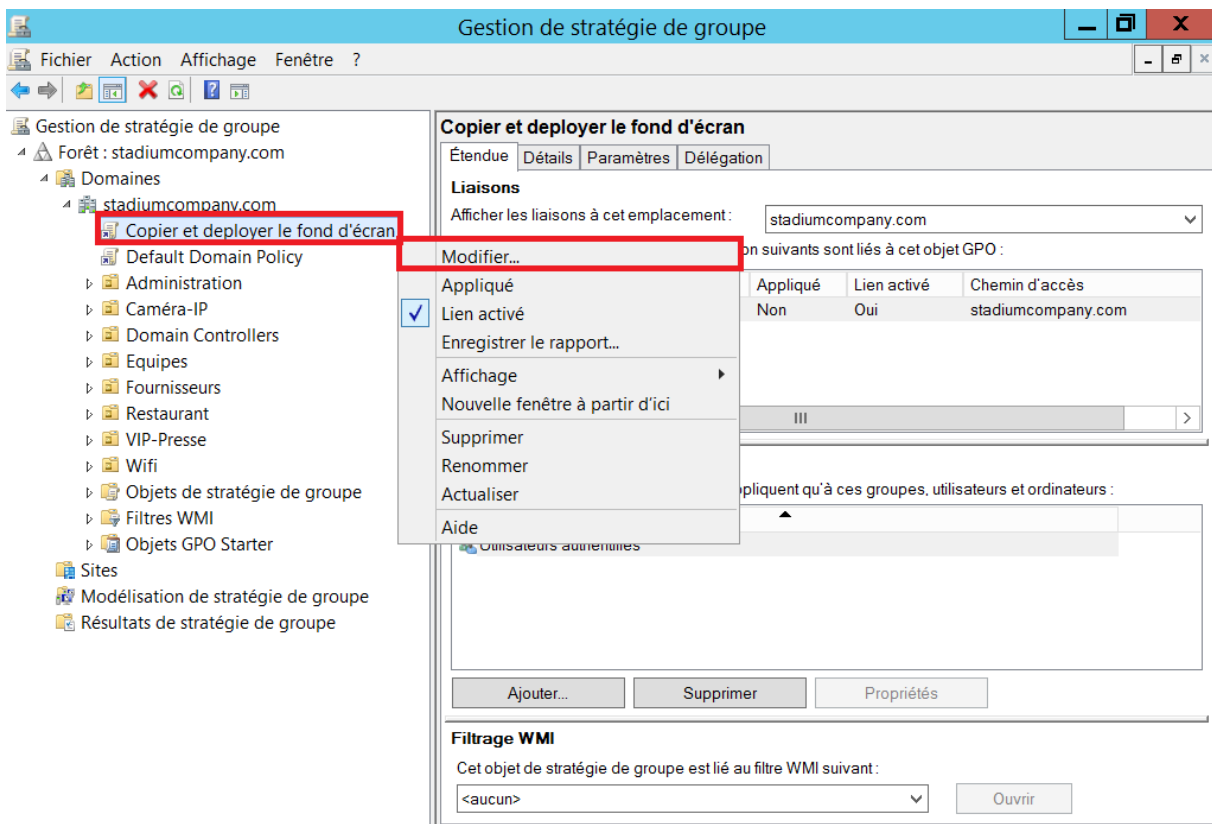 Gestion de stratégie de groupe
Fichier Action Affichage Fenêtre ?
Gestion de stratégie de groupe
Forêt : stadiumcompany.com
Domaines
stadiumcompany.com
Copier et deployer le fond d'écran
Default Domain Policy
Administration
Caméra-IP
Domain Controllers
Equipes
Fournisseurs
Restaurant
VIP-Presse
Wifi
Objets de stratégie de groupe
Filtres WMI
Objets GPO Starter
Sites
Modélisation de stratégie de groupe
Résultats de stratégie de groupe
Modifier...
Appliqué
Lien activé
Enregistrer le rapport...
Affichage
Nouvelle fenêtre à partir d'ici
Supprimer
Renommer
Actualiser
Aide
Copier et deployer le fond d'écran
Étendue Détails Paramètres Délégation
Liaisons
Afficher les liaisons à cet emplacement : stadiumcompany.com
suivants sont liés à cet objet GPO :
Appliqué Lien activé Chemin d'accès
Non Oui stadiumcompany.com
qu'à ces groupes, utilisateurs et ordinateurs :
Utilisateurs authentifiés
Ajouter... Supprimer Propriétés
Filtrage WMI
Cet objet de stratégie de groupe est lié au filtre WMI suivant :
<aucun> Ouvrir